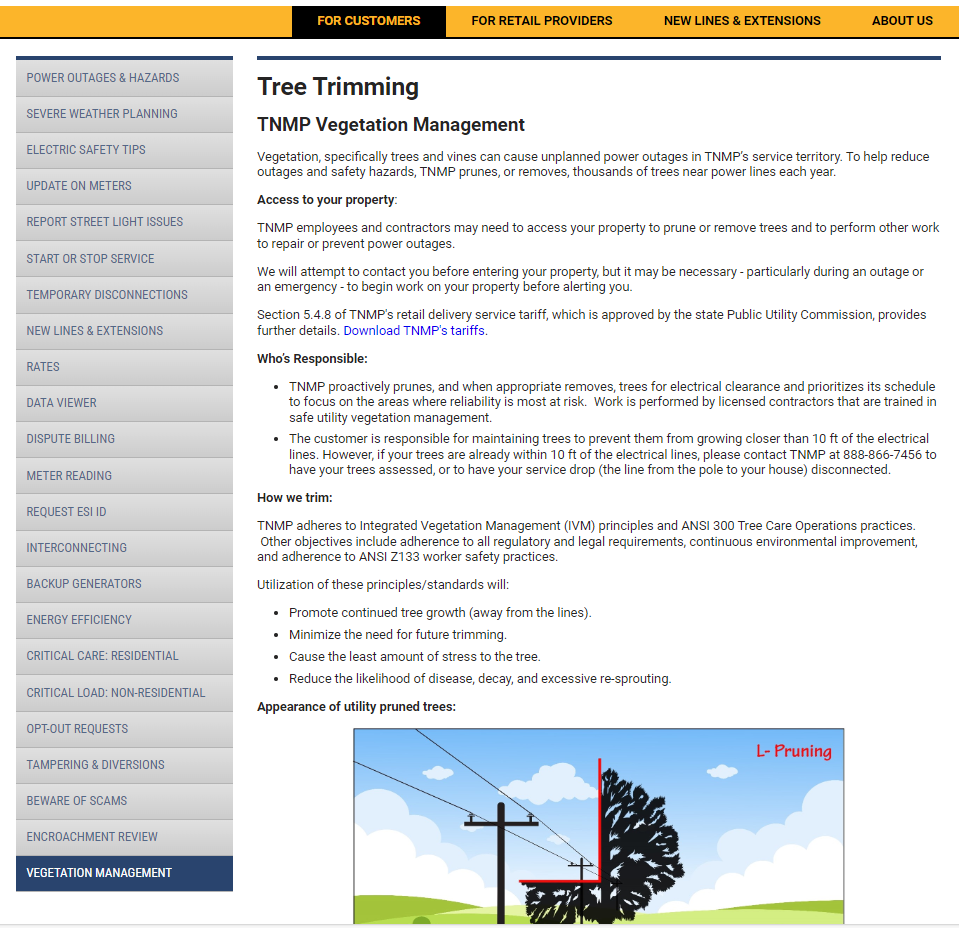 FOR CUSTOMERS FOR RETAIL PROVIDERS NEW LINES & EXTENSIONS ABOUT US
POWER OUTAGES & HAZARDS
SEVERE WEATHER PLANNING
ELECTRIC SAFETY TIPS
UPDATE ON METERS
REPORT STREET LIGHT ISSUES
START OR STOP SERVICE
TEMPORARY DISCONNECTIONS
NEW LINES & EXTENSIONS
RATES
DATA VIEWER
DISPUTE BILLING
METER READING
REQUEST ESI ID
INTERCONNECTING
BACKUP GENERATORS
ENERGY EFFICIENCY
CRITICAL CARE: RESIDENTIAL
CRITICAL LOAD: NON-RESIDENTIAL
OPT-OUT REQUESTS
TAMPERING & DIVERSIONS
BEWARE OF SCAMS
ENCROACHMENT REVIEW
VEGETATION MANAGEMENT
Tree Trimming
TNMP Vegetation Management
Vegetation, specifically trees and vines can cause unplanned power outages in TNMP's service territory. To help reduce
outages and safety hazards, TNMP prunes, or removes, thousands of trees near power lines each year.
Access to your property:
TNMP employees and contractors may need to access your property to prune or remove trees and to perform other work
to repair or prevent power outages.
We will attempt to contact you before entering your property, but it may be necessary - particularly during an outage or
an emergency - to begin work on your property before alerting you.
Section 5.4.8 of TNMP's retail delivery service tariff, which is approved by the state Public Utility Commission, provides
further details. Download TNMP's tariffs.
Who's Responsible:
• TNMP proactively prunes, and when appropriate removes, trees for electrical clearance and prioritizes its schedule
to focus on the areas where reliability is most at risk. Work is performed by licensed contractors that are trained in
safe utility vegetation management.
• The customer is responsible for maintaining trees to prevent them from growing closer than 10 ft of the electrical
lines. However, if your trees are already within 10 ft of the electrical lines, please contact TNMP at 888-866-7456 to
have your trees assessed, or to have your service drop (the line from the pole to your house) disconnected.
How we trim:
TNMP adheres to Integrated Vegetation Management (IVM) principles and ANSI 300 Tree Care Operations practices.
Other objectives include adherence to all regulatory and legal requirements, continuous environmental improvement,
and adherence to ANSI Z133 worker safety practices.
Utilization of these principles/standards will:
• Promote continued tree growth (away from the lines).
• Minimize the need for future trimming.
• Cause the least amount of stress to the tree.
• Reduce the likelihood of disease, decay, and excessive re-sprouting.
Appearance of utility pruned trees:
L- Pruning